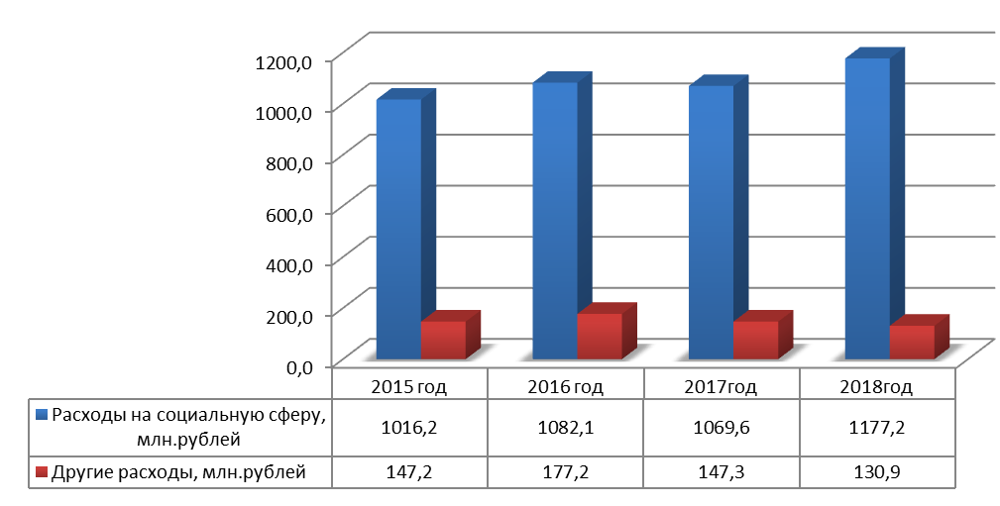 1200,0
1000,0
800,0
600,0
400,0
200,0
0,0
2015 год 2016 год 2017год 2018год
Расходы на социальную сферу,
млн.рублей 1016,2 1082,1 1069,6 1177,2
Другие расходы, млн.рублей 147,2 177,2 147,3 130,9